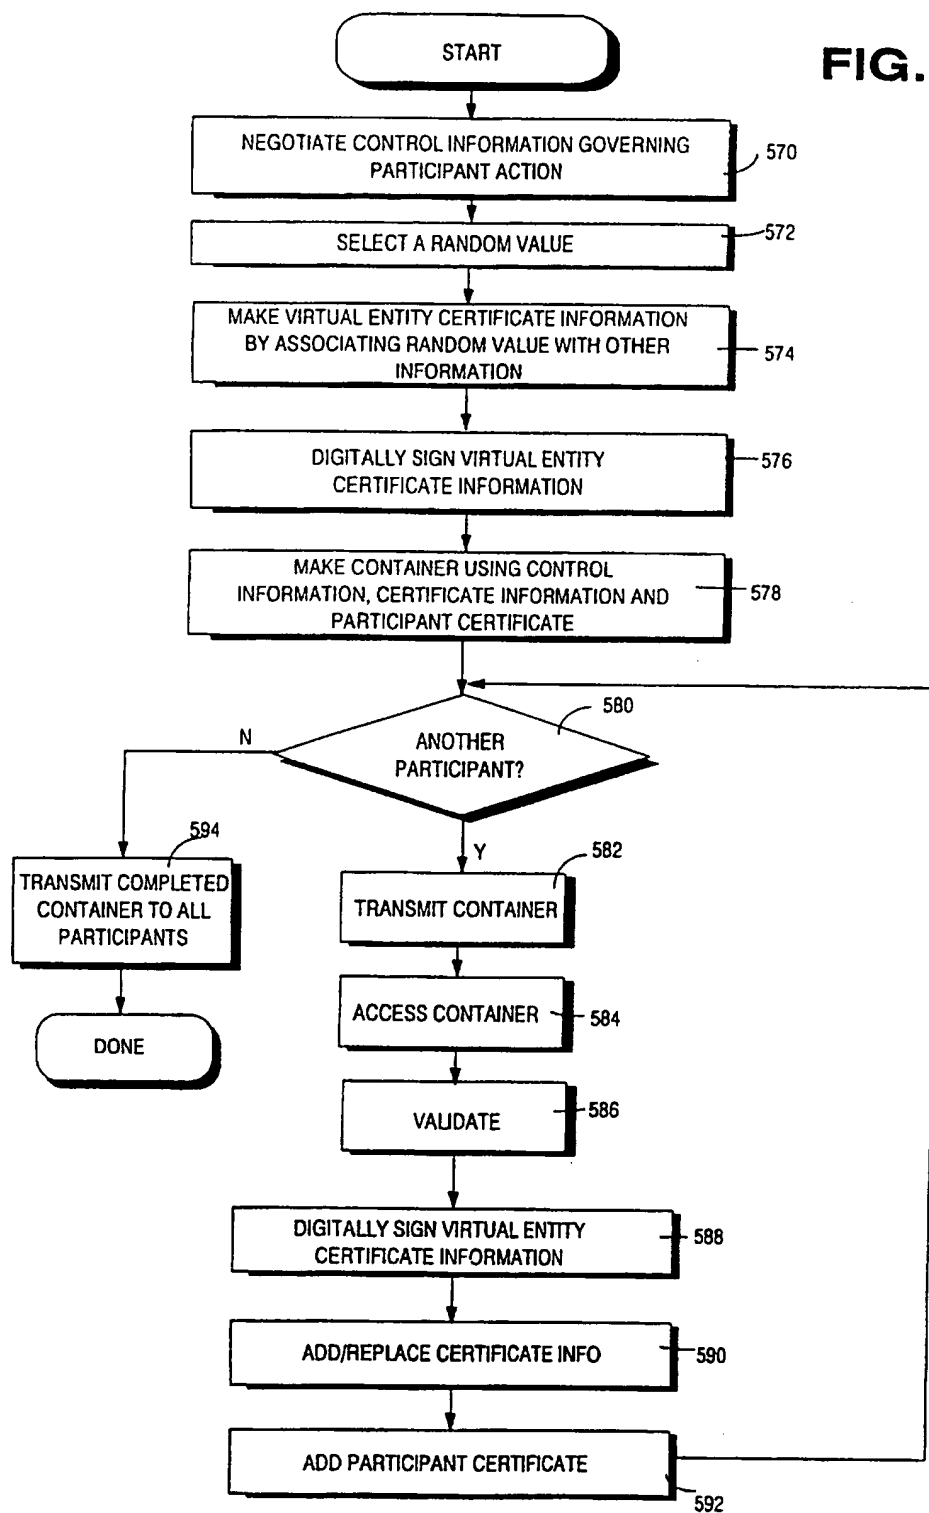 START
FIG.
NEGOTIATE CONTROL INFORMATION GOVERNING
PARTICIPANT ACTION
570
SELECT A RANDOM VALUE
572
MAKE VIRTUAL ENTITY CERTIFICATE INFORMATION
BY ASSOCIATING RANDOM VALUE WITH OTHER
INFORMATION
574
DIGITALLY SIGN VIRTUAL ENTITY
CERTIFICATE INFORMATION
576
MAKE CONTAINER USING CONTROL
INFORMATION, CERTIFICATE INFORMATION AND
PARTICIPANT CERTIFICATE
578
580
ANOTHER
PARTICIPANT?
N
Y
594
TRANSMIT COMPLETED
CONTAINER TO ALL
PARTICIPANTS
DONE
582
TRANSMIT CONTAINER
ACCESS CONTAINER
584
VALIDATE
586
DIGITALLY SIGN VIRTUAL ENTITY
CERTIFICATE INFORMATION
588
ADD/REPLACE CERTIFICATE INFO
590
ADD PARTICIPANT CERTIFICATE
592